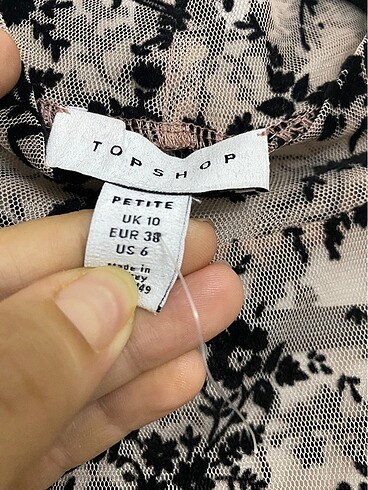 TOPSHOP
PETITE
UK 10
EUR 38
US 6
Made in